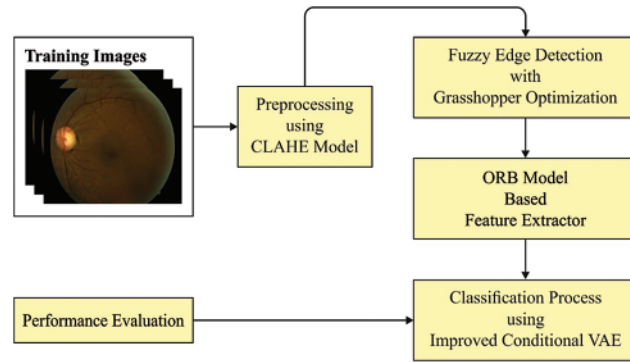 Training Images
Preprocessing
using
CLAHE Model
Fuzzy Edge Detection
with
Grasshopper Optimization
ORB Model
Based
Feature Extractor
Classification Process
using
Improved Conditional VAE
Performance Evaluation